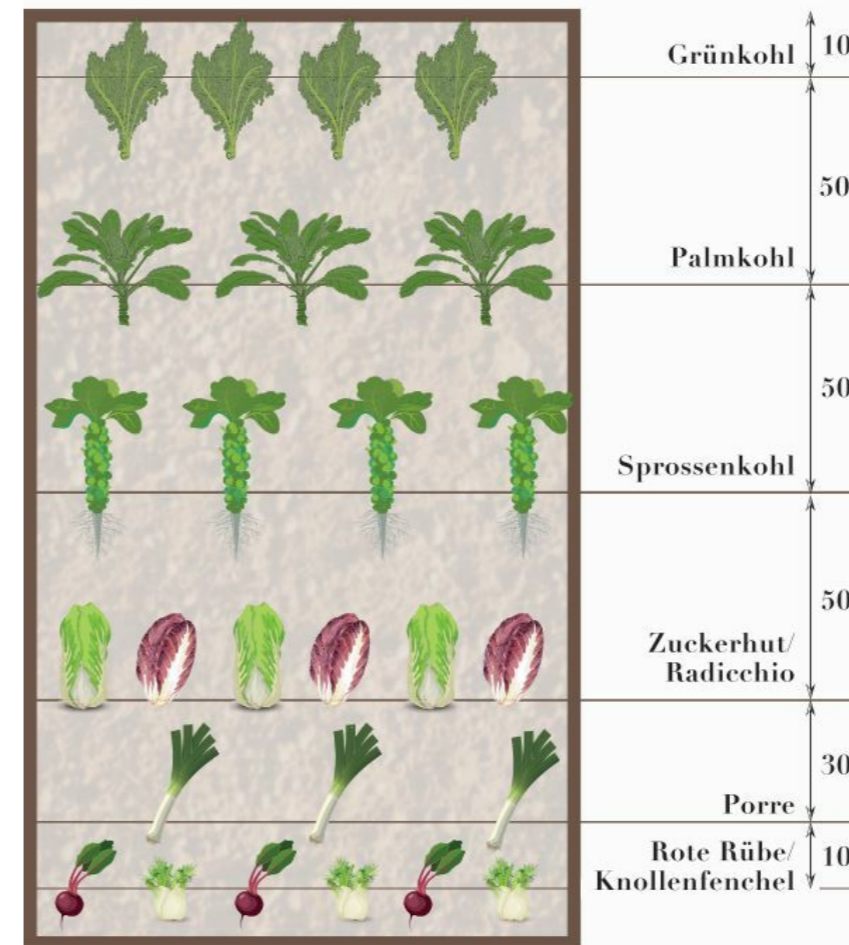 Grünkohl 10
50
Palmkohl
50
Sprossenkohl
50
Zuckerhut/
Radicchio
30
Porre
Rote Rübe/
10
Knollenfenchel